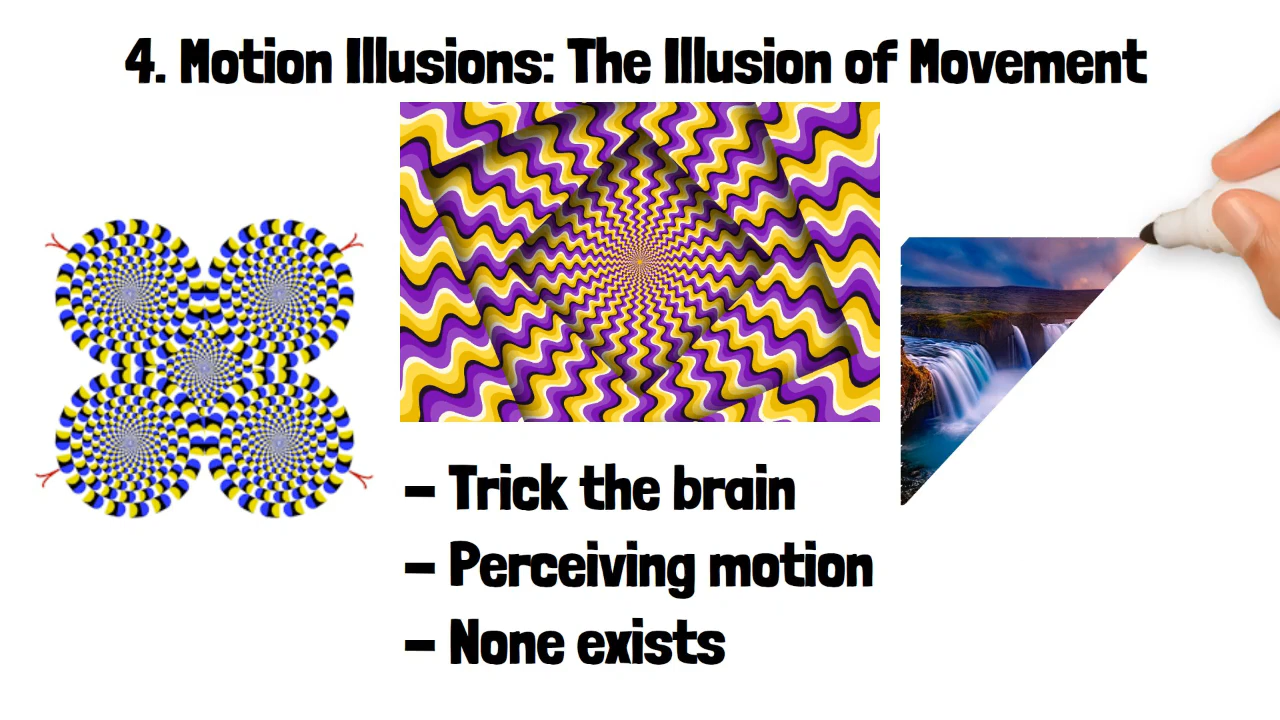 4. Motion Illusions: The Illusion of Movement
– Trick the brain
– Perceiving motion
– None exists